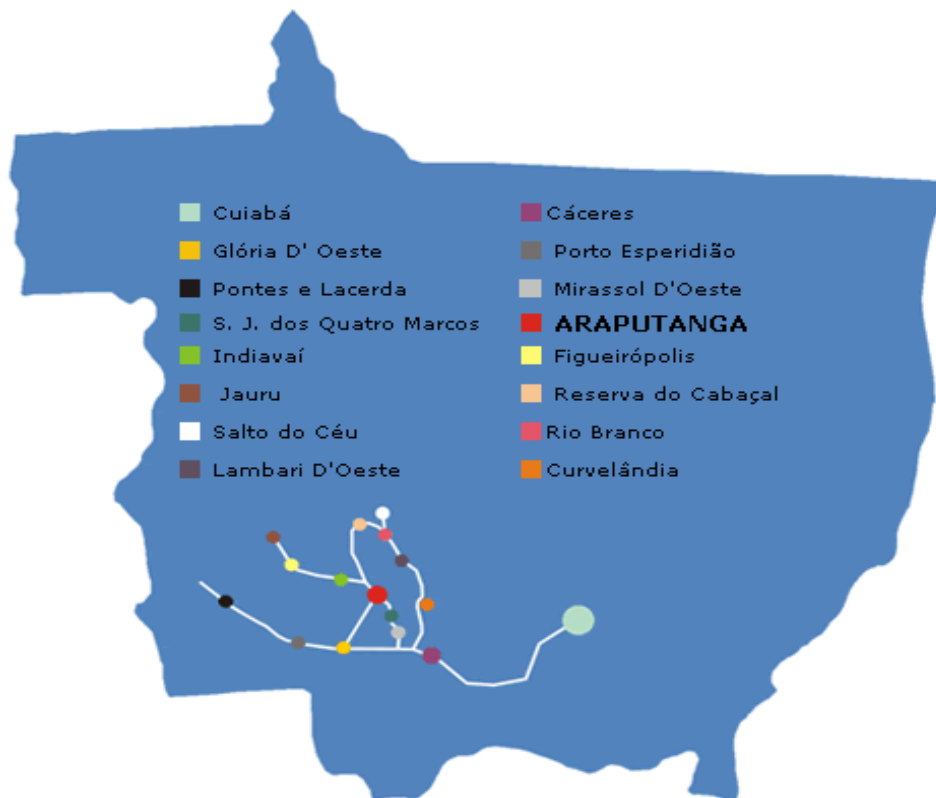 Cuiabá
Cáceres
Glória D' Oeste
Porto Esperidião
Pontes e Lacerda
Mirassol D'Oeste
S. J. dos Quatro Marcos
ARAPUTANGA
Indiavaí
Figueirópolis
Jauru
Reserva do Cabaçal
Salto do Céu
Rio Branco
Lambari D'Oeste
Curvelândia